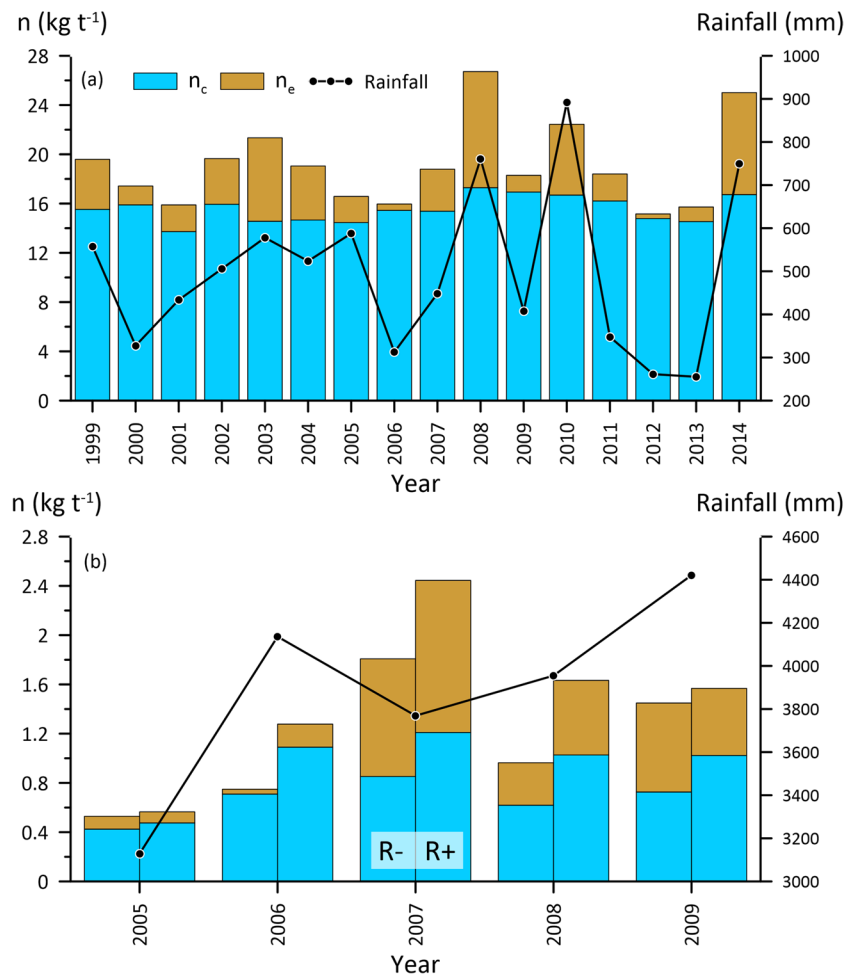 n (kg t⁻¹) Rainfall (mm)
28 1000
(a) n_c n_e Rainfall
24 900
20 800
16 700
12 600
8 500
4 400
0 300
200
1999 2000 2001 2002 2003 2004 2005 2006 2007 2008 2009 2010 2011 2012 2013 2014
Year
n (kg t⁻¹) Rainfall (mm)
2.8 4600
(b)
2.4 4400
2 4200
1.6 4000
1.2 3800
0.8 3600
0.4 3400
0 3200
3000
R- R+
2005 2006 2007 2008 2009
Year